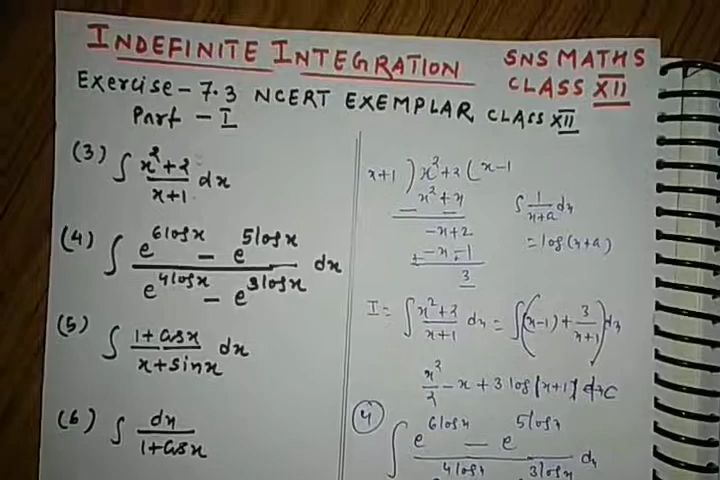 INDEFINITE INTEGRATION
SNS MATHS
CLASS XII
Exercise - 7.3 NCERT EXEMPLAR CLASS XII
Part - I
(3) ∫ (x²+2)/(x+1) dx
(4) ∫ (e^(6logx) - e^(5logx))/(e^(4logx) - e^(3logx)) dx
(5) ∫ (1+cosx)/(x+sinx) dx
(6) ∫ dx/(1+cosx)
x+1 ) x²+2 ( x-1
x²+x
- -
-x+2
-x-1
+ +
3
∫ 1/(x+a) dx
= log(x+a)
I = ∫ (x²+2)/(x+1) dx = ∫ ((x-1) + 3/(x+1)) dx
x²/2 - x + 3 log|x+1| + C
(4)
∫ (e^(6logx) - e^(5logx))/(e^(4logx) - e^(3logx)) dx